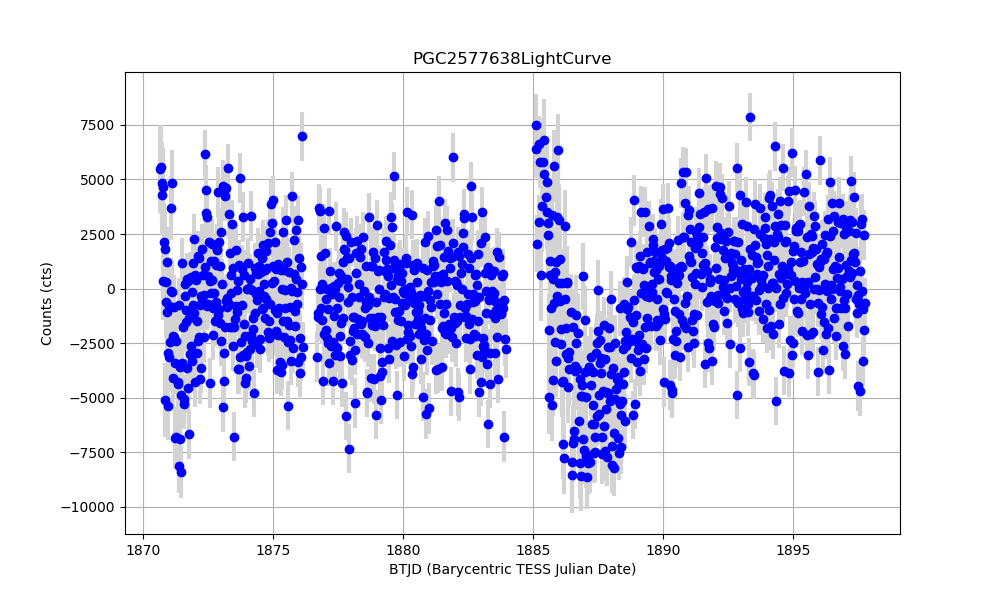 PGC2577638LightCurve
7500
5000
2500
0
−2500
−5000
−7500
−10000
Counts (cts)
1870 1875 1880 1885 1890 1895
BTJD (Barycentric TESS Julian Date)